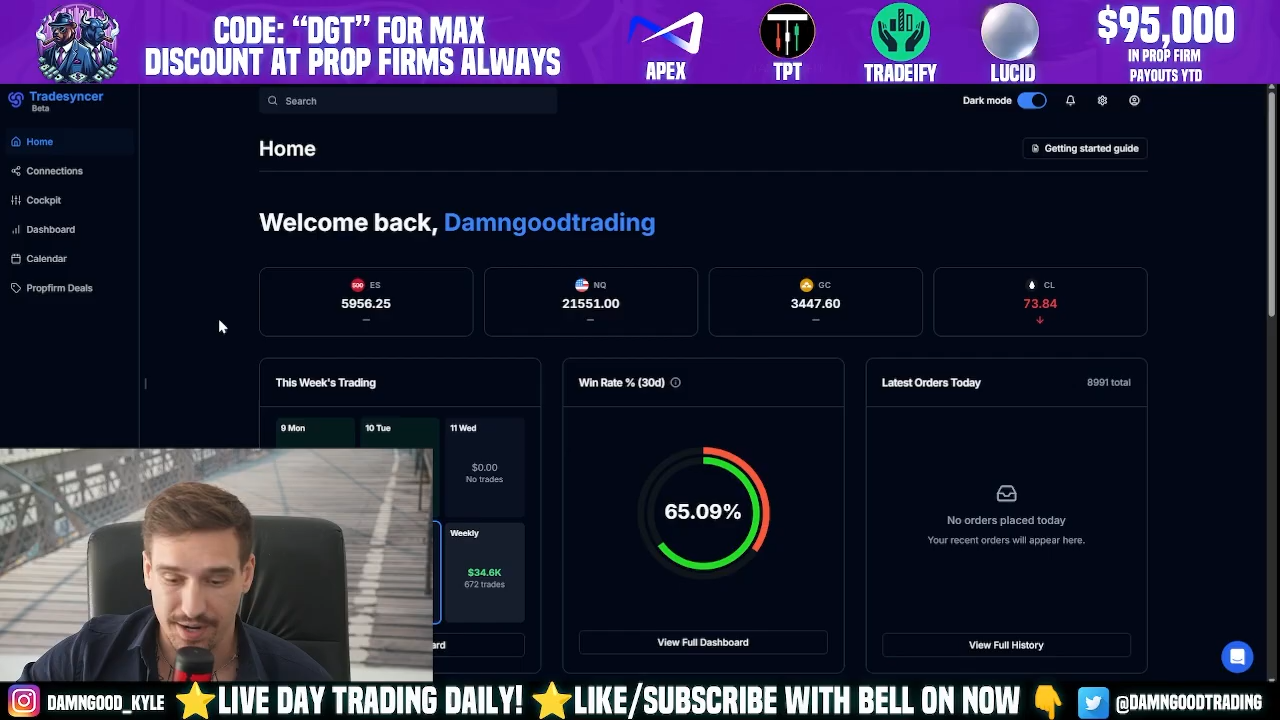 CODE: "DGT" FOR MAX
DISCOUNT AT PROP FIRMS ALWAYS
APEX
TPT
TRADEIFY
LUCID
$95,000
IN PROP FIRM
PAYOUTS YTD
Tradesyncer
Beta
Search
Dark mode
Home
Connections
Cockpit
Dashboard
Calendar
Propfirm Deals
Home
Getting started guide
Welcome back, Damngoodtrading
500 ES
5956.25
NQ
21551.00
GC
3447.60
CL
73.84
This Week's Trading
9 Mon
10 Tue
11 Wed
$0.00
No trades
Weekly
$34.6K
672 trades
ard
Win Rate % (30d)
65.09%
View Full Dashboard
Latest Orders Today
8991 total
No orders placed today
Your recent orders will appear here.
View Full History
DAMNGOOD_KYLE
LIVE DAY TRADING DAILY! LIKE/SUBSCRIBE WITH BELL ON NOW
@DAMNGOODTRADING